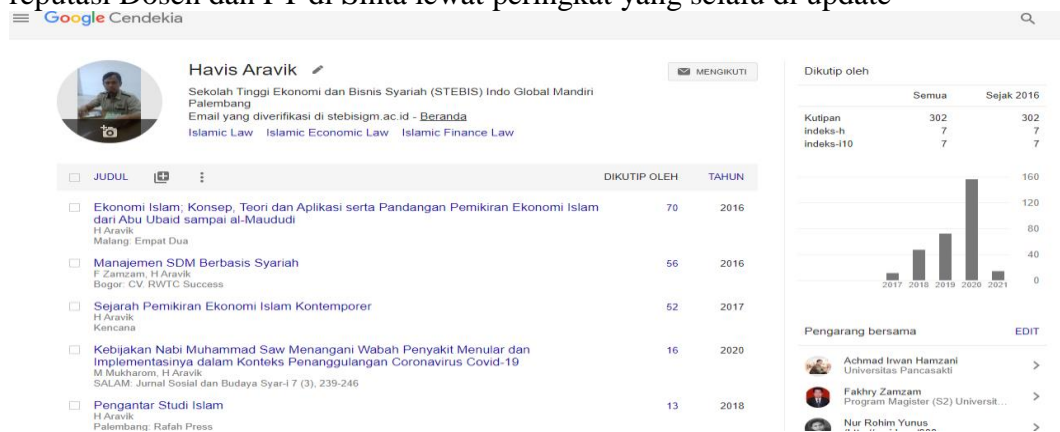 reputasi Dosen dan PT di Sinta lewat peringkat yang selalu di update
Google Cendekia
Havis Aravik
MENGIKUTI
Sekolah Tinggi Ekonomi dan Bisnis Syariah (STEBIS) Indo Global Mandiri
Palembang
Email yang diverifikasi di stebisigm.ac.id - Beranda
Islamic Law Islamic Economic Law Islamic Finance Law
JUDUL DIKUTIP OLEH TAHUN
Ekonomi Islam; Konsep, Teori dan Aplikasi serta Pandangan Pemikiran Ekonomi Islam 70 2016
dari Abu Ubaid sampai al-Maududi
H Aravik
Malang: Empat Dua
Manajemen SDM Berbasis Syariah 56 2016
F Zamzam, H Aravik
Bogor: CV. RWTC Success
Sejarah Pemikiran Ekonomi Islam Kontemporer 52 2017
H Aravik
Kencana
Kebijakan Nabi Muhammad Saw Menangani Wabah Penyakit Menular dan 16 2020
Implementasinya dalam Konteks Penanggulangan Coronavirus Covid-19
M Mukharom, H Aravik
SALAM: Jurnal Sosial dan Budaya Syar-i 7 (3), 239-246
Pengantar Studi Islam 13 2018
H Aravik
Palembang: Rafah Press
Dikutip oleh
Semua Sejak 2016
Kutipan 302 302
indeks-h 7 7
indeks-i10 7 7
160
120
80
40
0
2017 2018 2019 2020 2021
Pengarang bersama EDIT
Achmad Irwan Hamzani
Universitas Pancasakti
Fakhry Zamzam
Program Magister (S2) Universit...
Nur Rohim Yunus